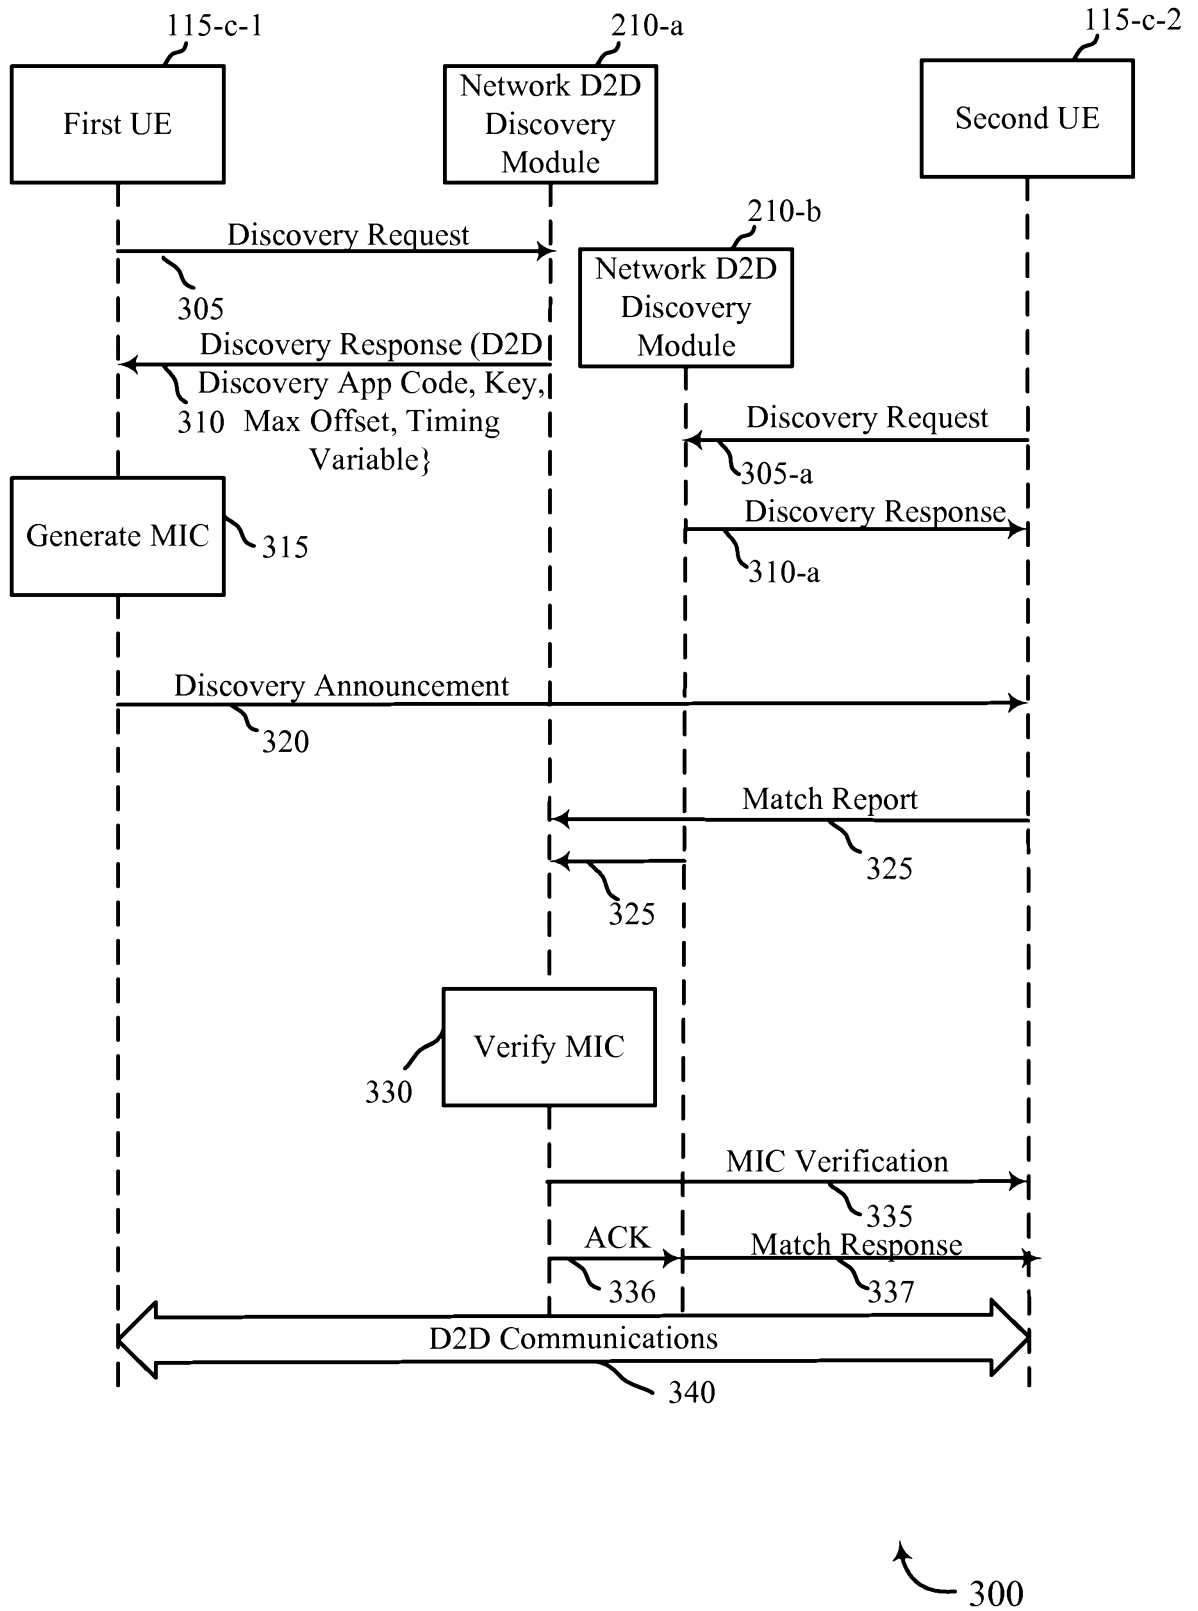 115-c-1
210-a
115-c-2
First UE
Network D2D
Discovery
Module
Second UE
210-b
Discovery Request
305
Network D2D
Discovery
Module
Discovery Response (D2D
Discovery App Code, Key,
310 Max Offset, Timing
Variable}
Discovery Request
305-a
Discovery Response
310-a
Generate MIC
315
Discovery Announcement
320
Match Report
325
325
Verify MIC
330
MIC Verification
335
ACK
Match Response
336
337
D2D Communications
340
300